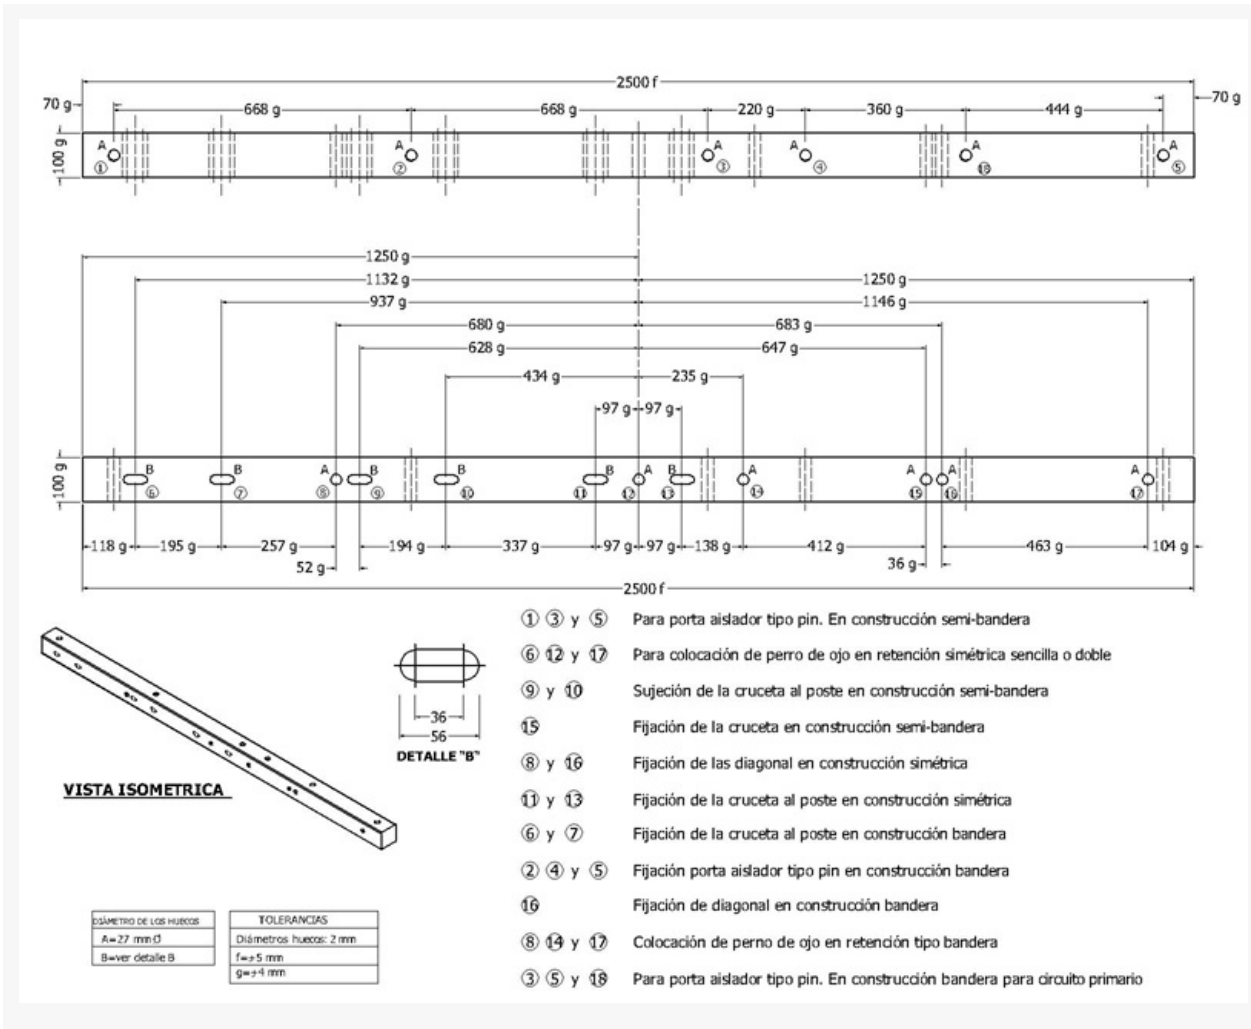 2500 f
70 g
668 g
668 g
220 g
360 g
444 g
70 g
100 g
A
A
A
A
A
A
1
2
3
4
18
5
1250 g
1132 g
1250 g
937 g
1146 g
680 g
683 g
628 g
647 g
434 g
235 g
97 g
97 g
100 g
B
B
A
B
B
B
A
B
A
A
A
A
6
7
8
9
10
11
12
13
14
15
16
17
118 g
195 g
257 g
194 g
337 g
97 g
97 g
138 g
412 g
463 g
104 g
52 g
36 g
2500 f
1 3 y 5 Para porta aislador tipo pin. En construcción semi-bandera
6 12 y 17 Para colocación de perro de ojo en retención simétrica sencilla o doble
9 y 10 Sujeción de la cruceta al poste en construcción semi-bandera
15 Fijación de la cruceta en construcción semi-bandera
8 y 16 Fijación de las diagonal en construcción simétrica
11 y 13 Fijación de la cruceta al poste en construcción simétrica
6 y 7 Fijación de la cruceta al poste en construcción bandera
2 4 y 5 Fijación porta aislador tipo pin en construcción bandera
16 Fijación de diagonal en construcción bandera
8 14 y 17 Colocación de perno de ojo en retención tipo bandera
3 5 y 18 Para porta aislador tipo pin. En construcción bandera para circuito primario
36
56
DETALLE "B"
VISTA ISOMETRICA
DIÁMETRO DE LOS HUECOS
A=27 mm Ø
B=ver detalle B
TOLERANCIAS
Diámetros huecos: 2 mm
f=±5 mm
g=±4 mm